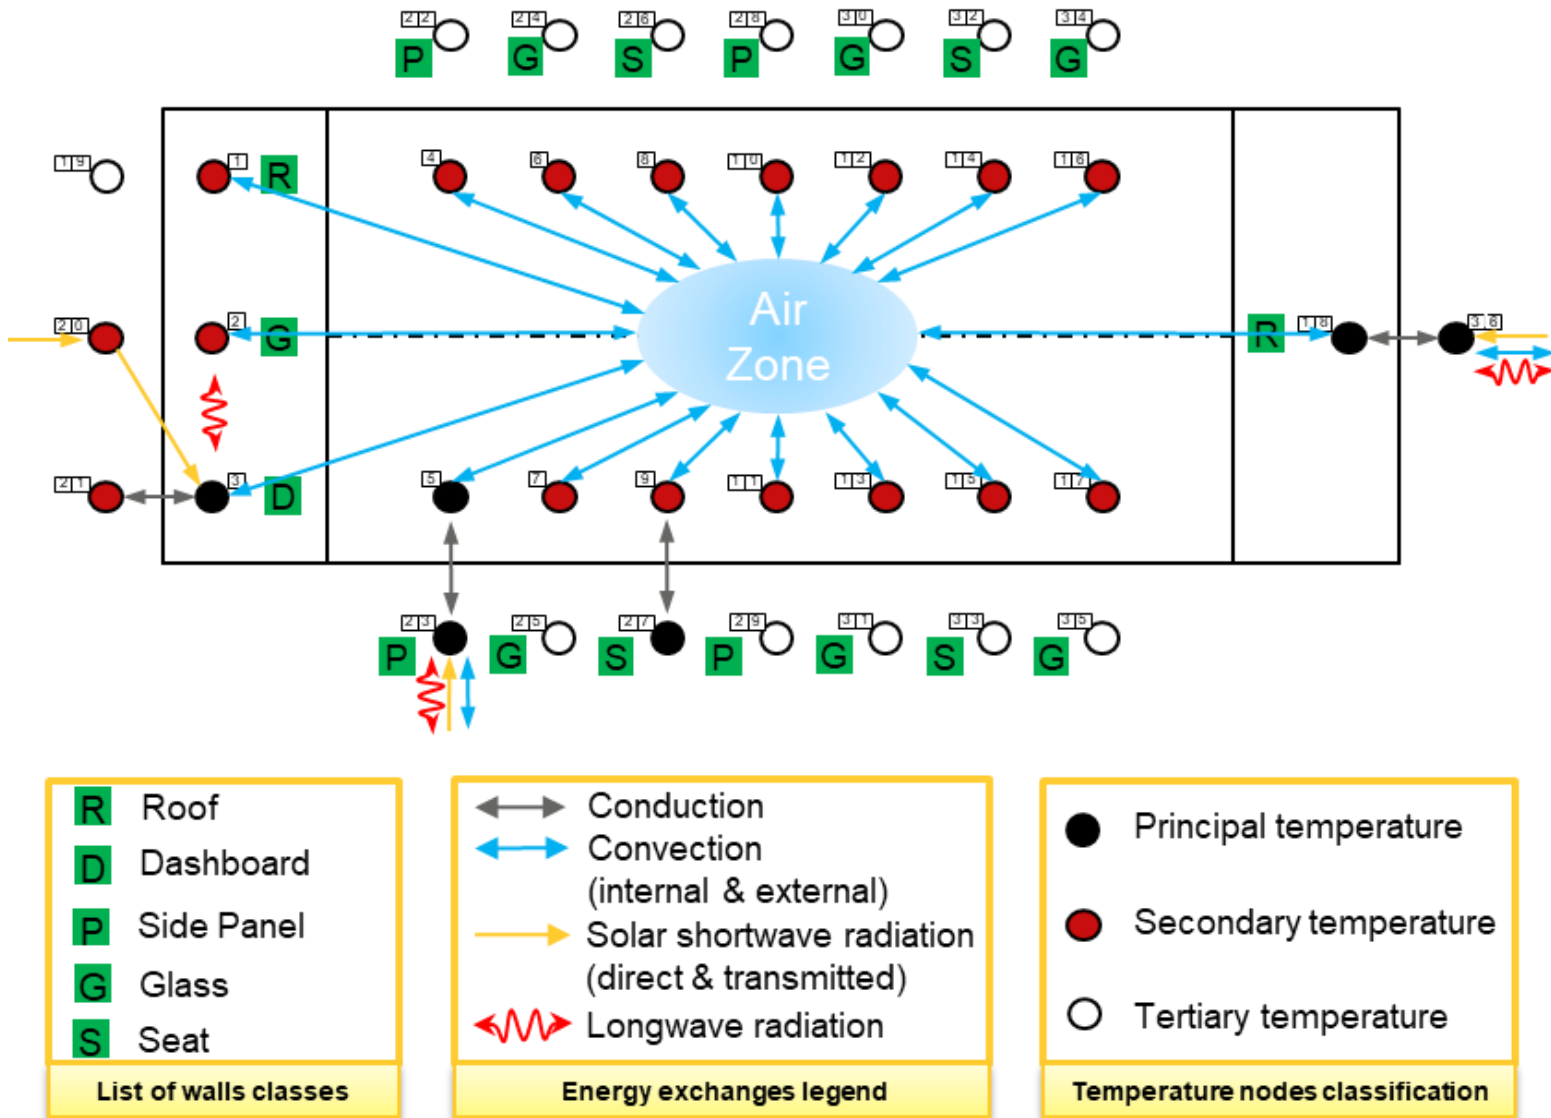 22 24 26 28 30 32 34
P G S P G S G
19 1 R 4 6 8 10 12 14 16
Air
Zone
20 2 G R 18 36
21 3 D 5 7 9 11 13 15 17
23 25 27 29 31 33 35
P G S P G S G
R Roof
D Dashboard
P Side Panel
G Glass
S Seat
List of walls classes
Conduction
Convection
(internal & external)
Solar shortwave radiation
(direct & transmitted)
Longwave radiation
Energy exchanges legend
Principal temperature
Secondary temperature
Tertiary temperature
Temperature nodes classification